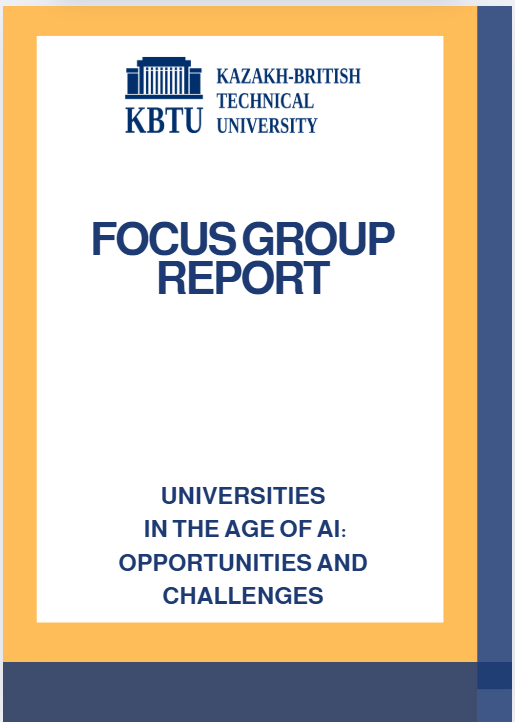 KBTU
KAZAKH-BRITISH
TECHNICAL
UNIVERSITY
FOCUS GROUP
REPORT
UNIVERSITIES
IN THE AGE OF AI:
OPPORTUNITIES AND
CHALLENGES